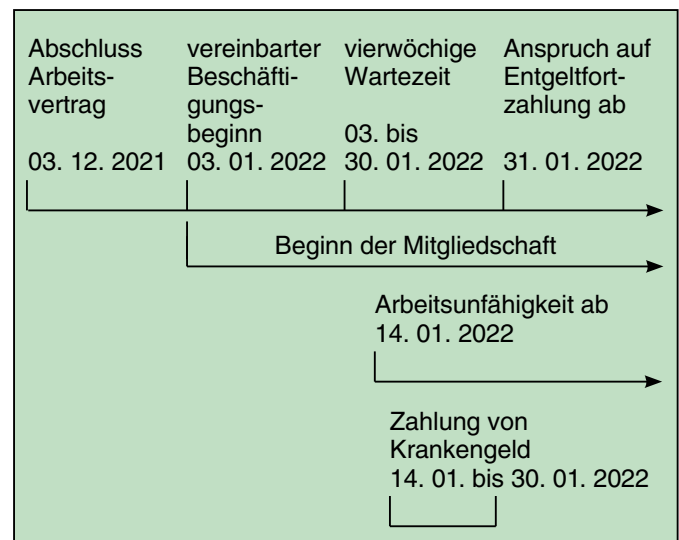 Abschluss
Arbeits-
vertrag
03. 12. 2021
vereinbarter
Beschäfti-
gungs-
beginn
03. 01. 2022
vierwöchige
Wartezeit
03. bis
30. 01. 2022
Anspruch auf
Entgeltfort-
zahlung ab
31. 01. 2022
Beginn der Mitgliedschaft
Arbeitsunfähigkeit ab
14. 01. 2022
Zahlung von
Krankengeld
14. 01. bis 30. 01. 2022